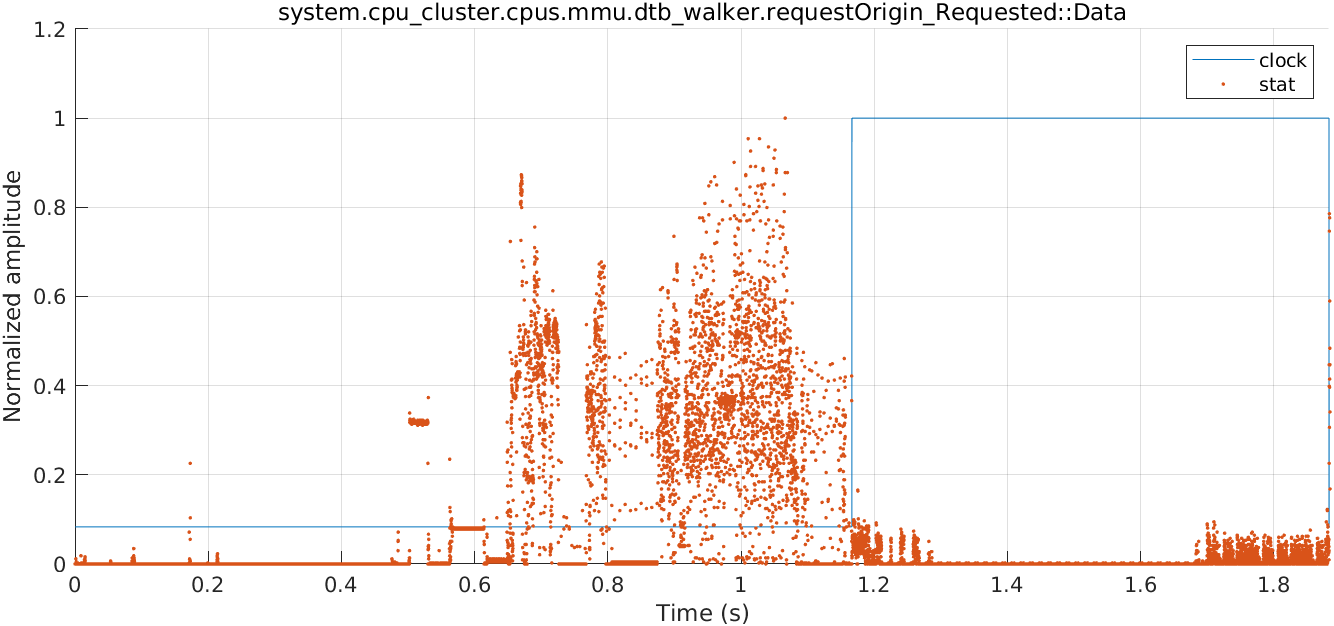 system.cpu_cluster.cpus.mmu.dtb_walker.requestOrigin_Requested::Data
1.2
clock
stat
1
0.8
0.6
0.4
0.2
0
Normalized amplitude
0 0.2 0.4 0.6 0.8 1 1.2 1.4 1.6 1.8
Time (s)